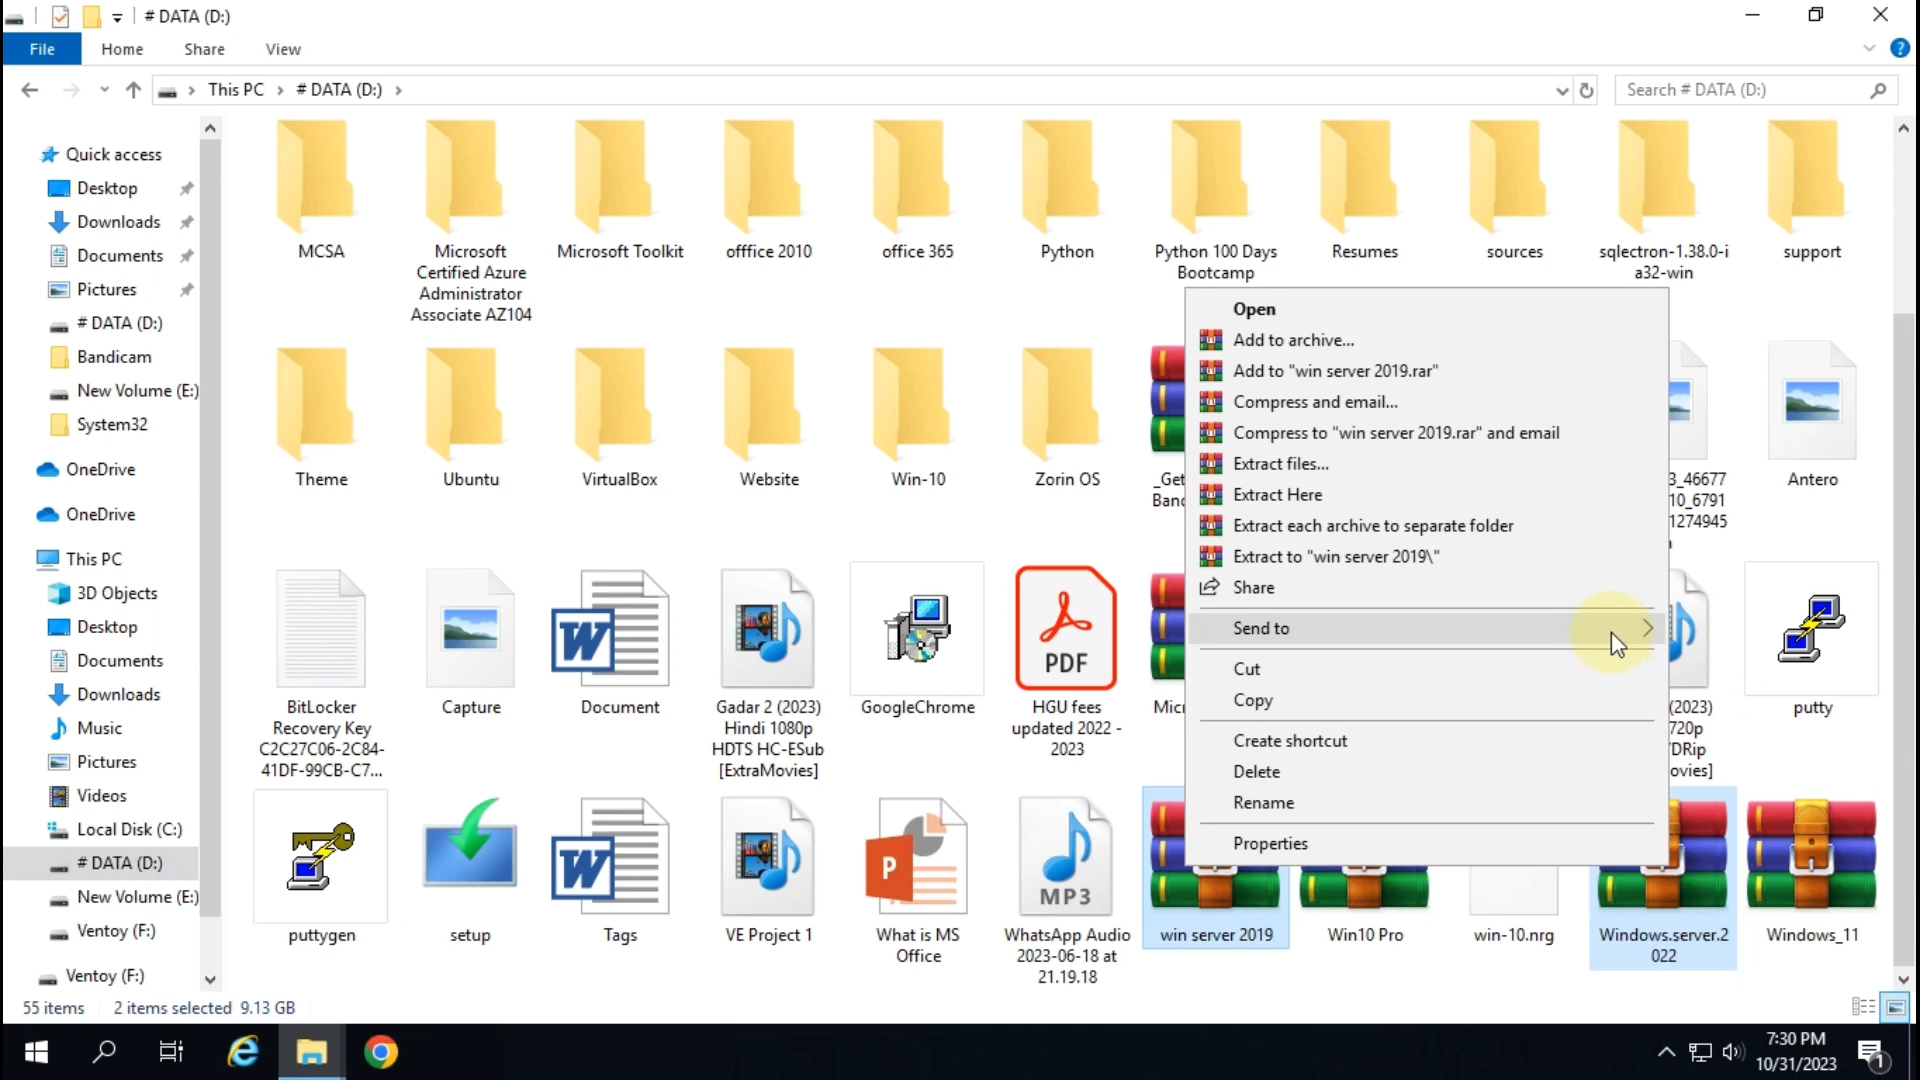 # DATA (D:)
File
Home
Share
View
This PC
# DATA (D:)
Search # DATA (D:)
Quick access
Desktop
Downloads
Documents
Pictures
# DATA (D:)
Bandicam
New Volume (E:)
System32
OneDrive
OneDrive
This PC
3D Objects
Desktop
Documents
Downloads
Music
Pictures
Videos
Local Disk (C:)
# DATA (D:)
New Volume (E:)
Ventoy (F:)
Ventoy (F:)
MCSA
Microsoft
Certified Azure
Administrator
Associate AZ104
Microsoft Toolkit
offfice 2010
office 365
Python
Python 100 Days
Bootcamp
Resumes
sources
sqlectron-1.38.0-i
a32-win
support
Theme
Ubuntu
VirtualBox
Website
Win-10
Zorin OS
_Get
Banc
3_46677
10_6791
1274945
Antero
BitLocker
Recovery Key
C2C27C06-2C84-
41DF-99CB-C7...
Capture
W
Document
Gadar 2 (2023)
Hindi 1080p
HDTS HC-ESub
[ExtraMovies]
GoogleChrome
PDF
HGU fees
updated 2022 -
2023
Micr
(2023)
720p
DRip
ovies]
putty
puttygen
setup
W
Tags
VE Project 1
P
What is MS
Office
MP3
WhatsApp Audio
2023-06-18 at
21.19.18
win server 2019
Win10 Pro
win-10.nrg
Windows.server.2
022
Windows_11
Open
Add to archive...
Add to "win server 2019.rar"
Compress and email...
Compress to "win server 2019.rar" and email
Extract files...
Extract Here
Extract each archive to separate folder
Extract to "win server 2019\"
Share
Send to
Cut
Copy
Create shortcut
Delete
Rename
Properties
55 items
2 items selected 9.13 GB
7:30 PM
10/31/2023
1